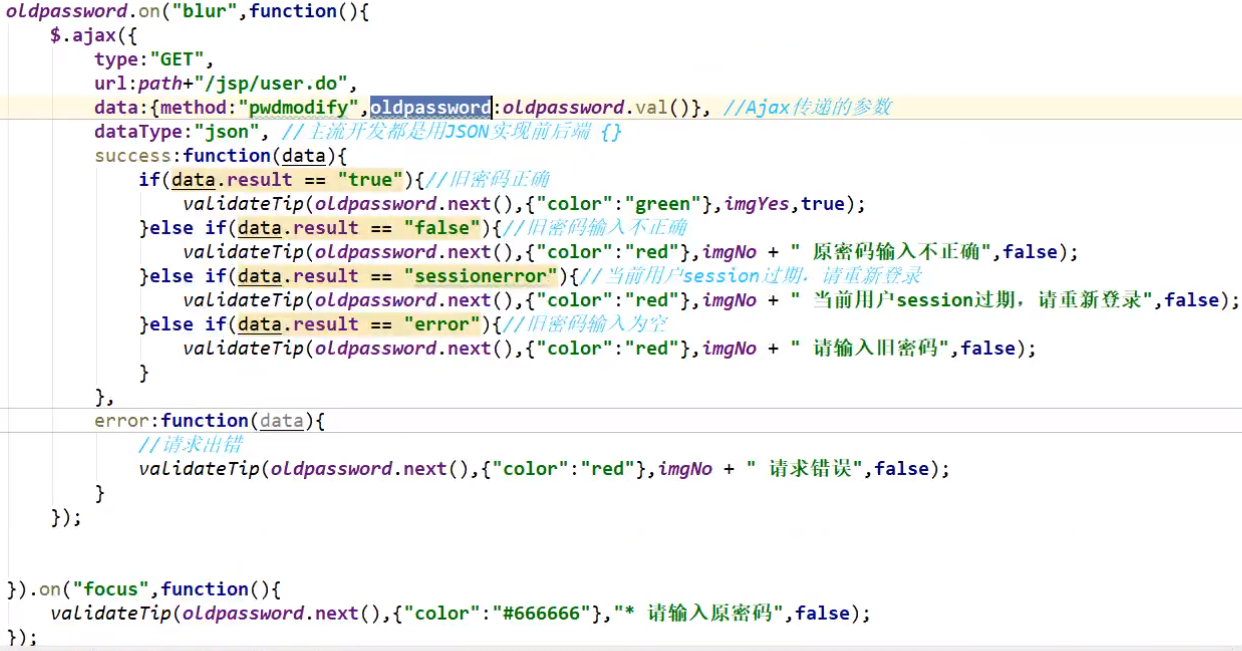 oldpassword.on("blur",function(){
    $.ajax({
        type:"GET",
        url:path+"/jsp/user.do",
        data:{method:"pwdmodify",oldpassword:oldpassword.val()}, //Ajax传递的参数
        dataType:"json", //主流开发都是用JSON实现前后端 {}
        success:function(data){
            if(data.result == "true"){//旧密码正确
                validateTip(oldpassword.next(),{"color":"green"},imgYes,true);
            }else if(data.result == "false"){//旧密码输入不正确
                validateTip(oldpassword.next(),{"color":"red"},imgNo + " 原密码输入不正确",false);
            }else if(data.result == "sessionerror"){//当前用户session过期，请重新登录
                validateTip(oldpassword.next(),{"color":"red"},imgNo + " 当前用户session过期，请重新登录",false);
            }else if(data.result == "error"){//旧密码输入为空
                validateTip(oldpassword.next(),{"color":"red"},imgNo + " 请输入旧密码",false);
            }
        },
        error:function(data){
            //请求出错
            validateTip(oldpassword.next(),{"color":"red"},imgNo + " 请求错误",false);
        }
    });
}).on("focus",function(){
    validateTip(oldpassword.next(),{"color":"#666666"},"* 请输入原密码",false);
});